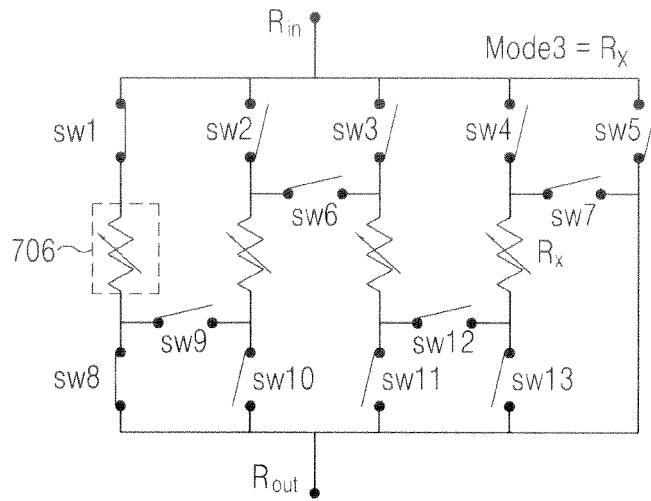 R_in
Mode3 = R_x
sw1
sw2
sw3
sw4
sw5
sw6
sw7
706
R_x
sw9
sw12
sw8
sw10
sw11
sw13
R_out